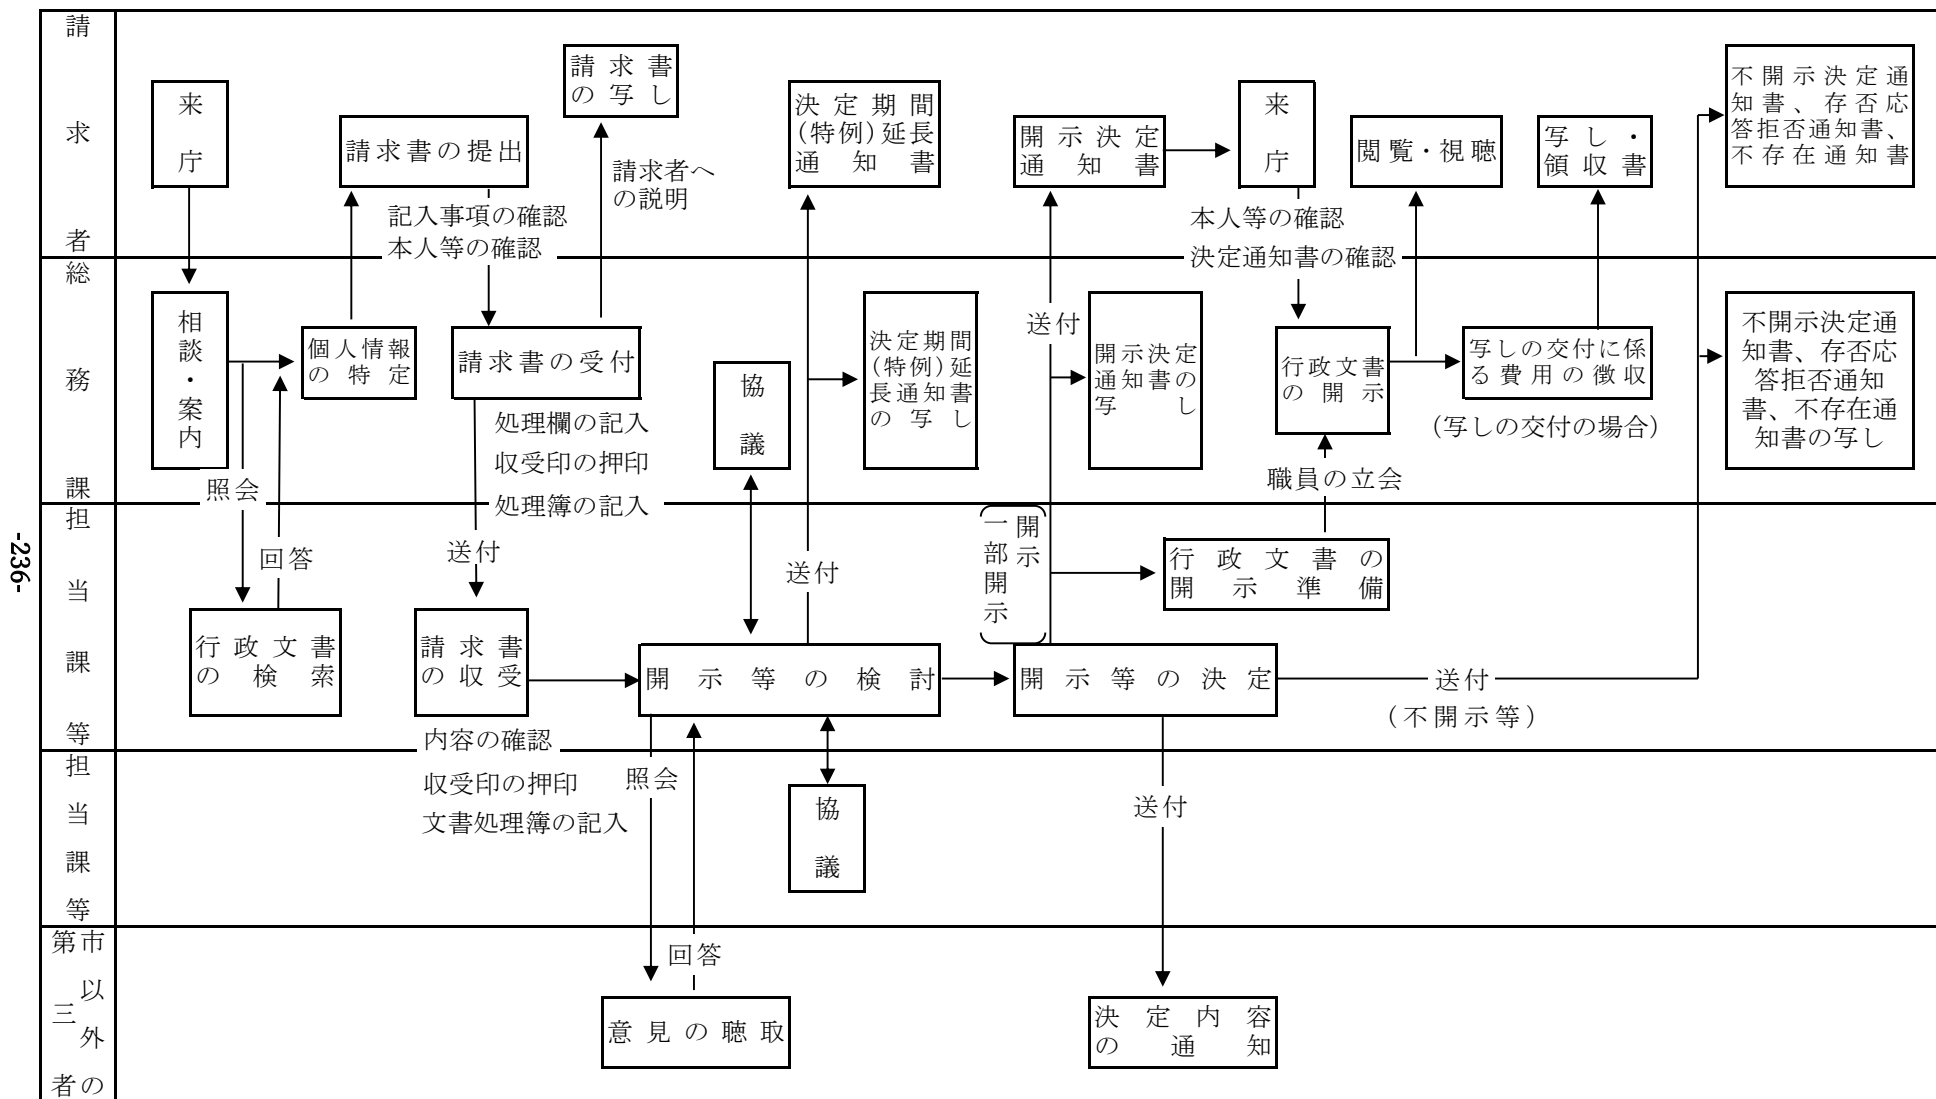 請求者
来庁
請求書の提出
請求書
の写し
請求者へ
の説明
記入事項の確認
本人等の確認
決定期間
(特例)延長
通知書
開示決定
通知書
来庁
本人等の確認
決定通知書の確認
閲覧・視聴
写し・
領収書
不開示決定通
知書、存否応
答拒否通知書、
不存在通知書
総務課
相談・案内
個人情報
の特定
請求書の受付
処理欄の記入
収受印の押印
処理簿の記入
協議
決定期間
(特例)延
長通知書
の写し
送付
開示決定
通知書の
写し
行政文書
の開示
写しの交付に係
る費用の徴収
(写しの交付の場合)
職員の立会
不開示決定通
知書、存否応
答拒否通知
書、不存在通
知書の写し
照会
担当課等
回答
送付
送付
開示
一部開示
行政文書の
開示準備
行政文書
の検索
請求書
の収受
開示等の検討
開示等の決定
送付
(不開示等)
内容の確認
収受印の押印
文書処理簿の記入
担当課等
照会
協議
送付
市以外の
第三者
回答
意見の聴取
決定内容
の通知
-236-